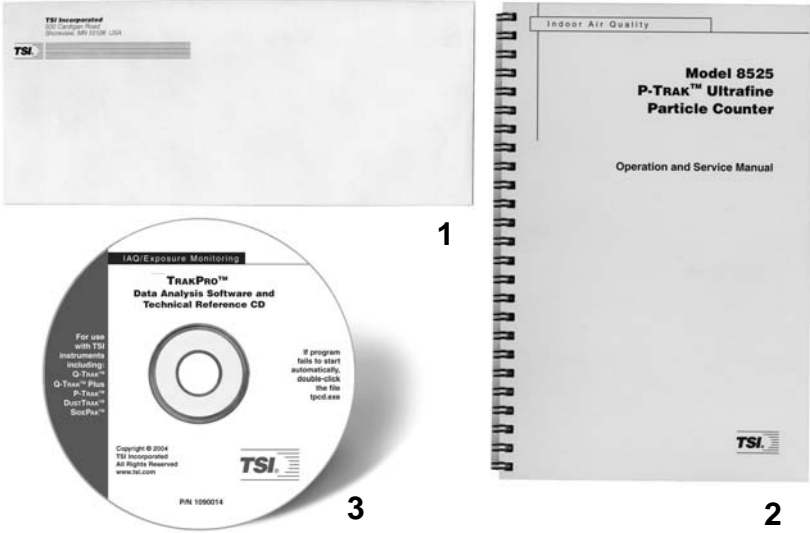 TSI Incorporated
500 Cardigan Road
Shoreview, MN 55126 USA
TSI
1
Indoor Air Quality
Model 8525
P-TRAK™ Ultrafine
Particle Counter
Operation and Service Manual
TSI
2
IAQ/Exposure Monitoring
TRAKPRO™
Data Analysis Software and
Technical Reference CD
For use
with TSI
instruments
including:
Q-TRAK™
Q-TRAK™ Plus
P-TRAK™
DUSTTRAK™
SIDEPAK™
If program
fails to start
automatically,
double-click
the file
tpcd.exe
Copyright © 2004
TSI Incorporated
All Rights Reserved
www.tsi.com
TSI®
P/N 1090014
3